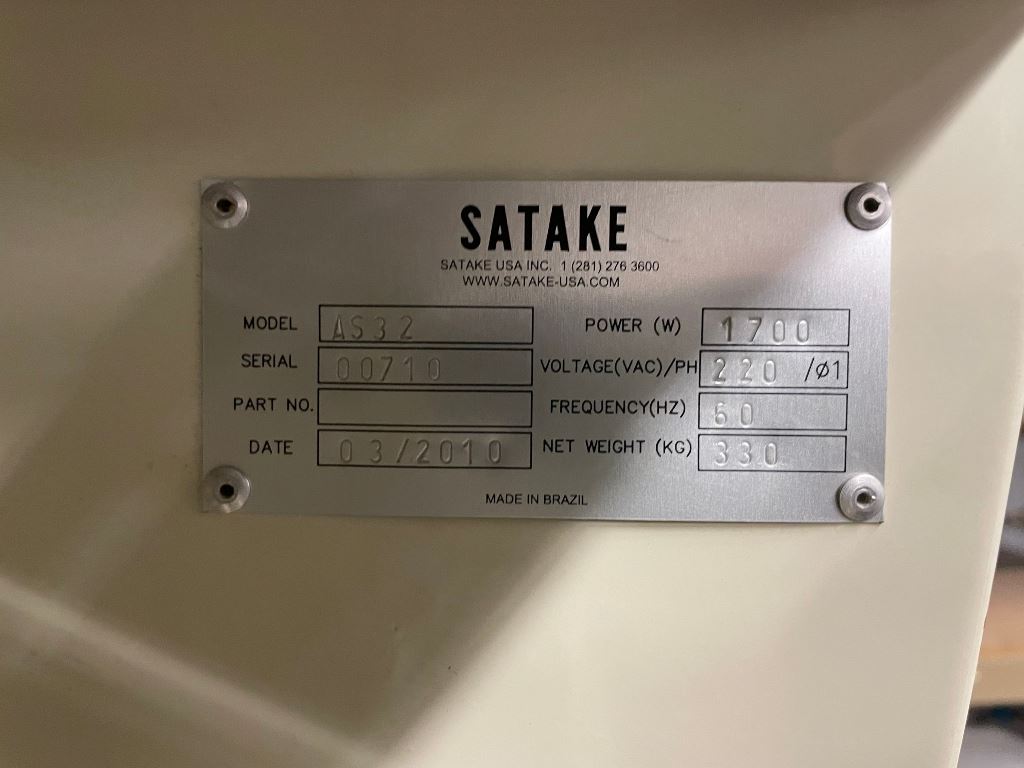 SATAKE
SATAKE USA INC. 1 (281) 276 3600
WWW.SATAKE-USA.COM
MODEL AS32 POWER (W) 1700
SERIAL 00710 VOLTAGE(VAC)/PH 220 /ø1
PART NO. FREQUENCY(HZ) 60
DATE 03/2010 NET WEIGHT (KG) 330
MADE IN BRAZIL